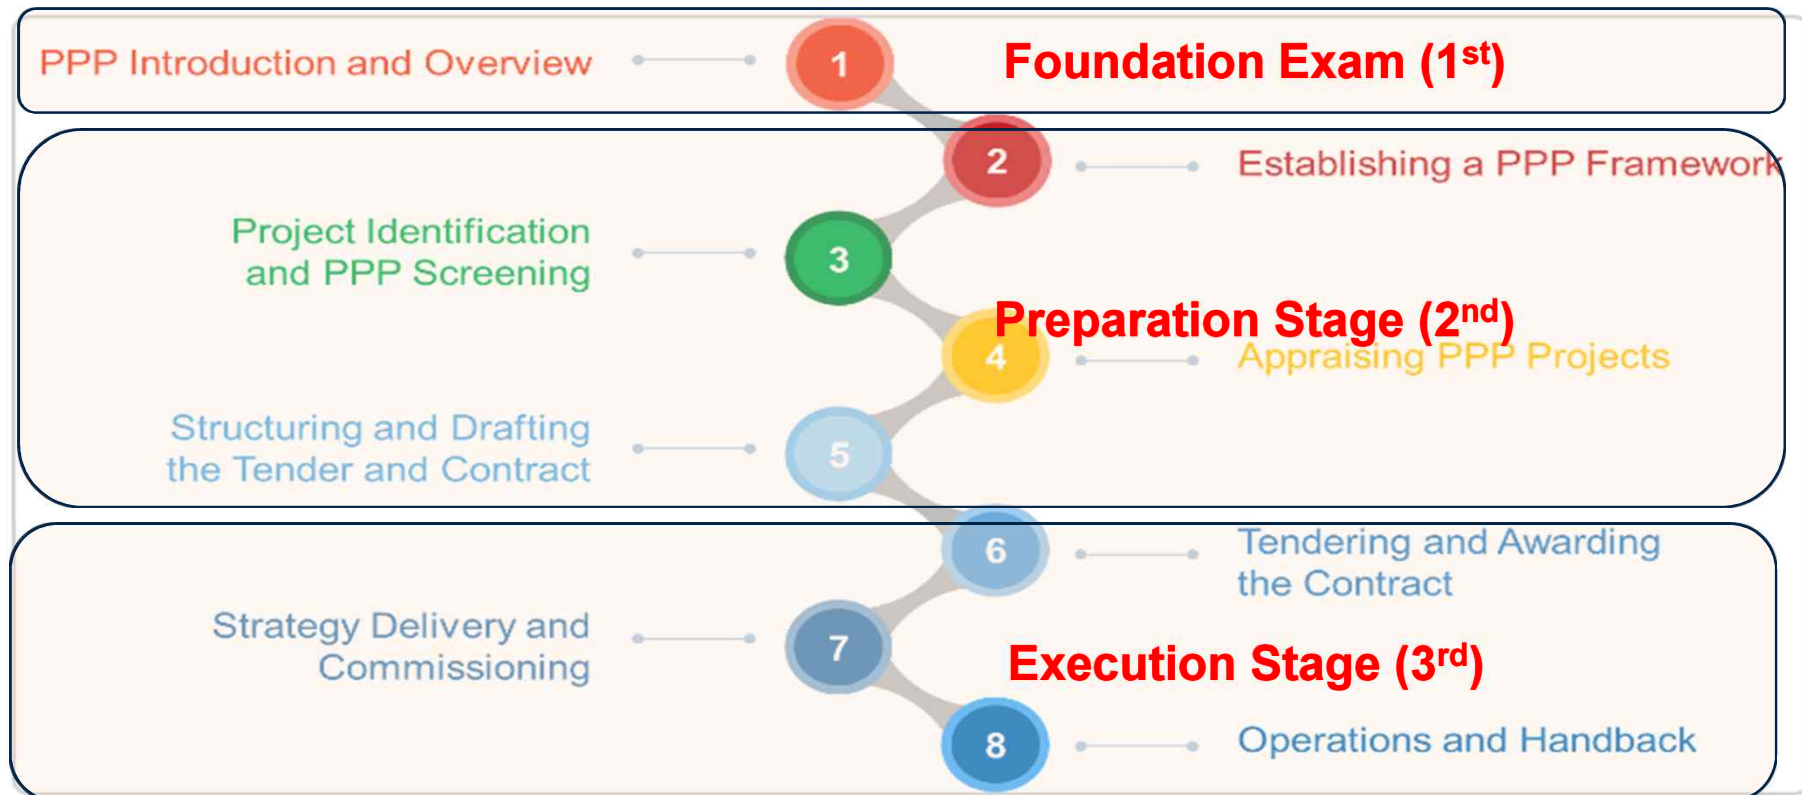 PPP Introduction and Overview
1
Foundation Exam (1st)
2
Establishing a PPP Framework
Project Identification
and PPP Screening
3
Preparation Stage (2nd)
4
Appraising PPP Projects
Structuring and Drafting
the Tender and Contract
5
6
Tendering and Awarding
the Contract
Strategy Delivery and
Commissioning
7
Execution Stage (3rd)
8
Operations and Handback